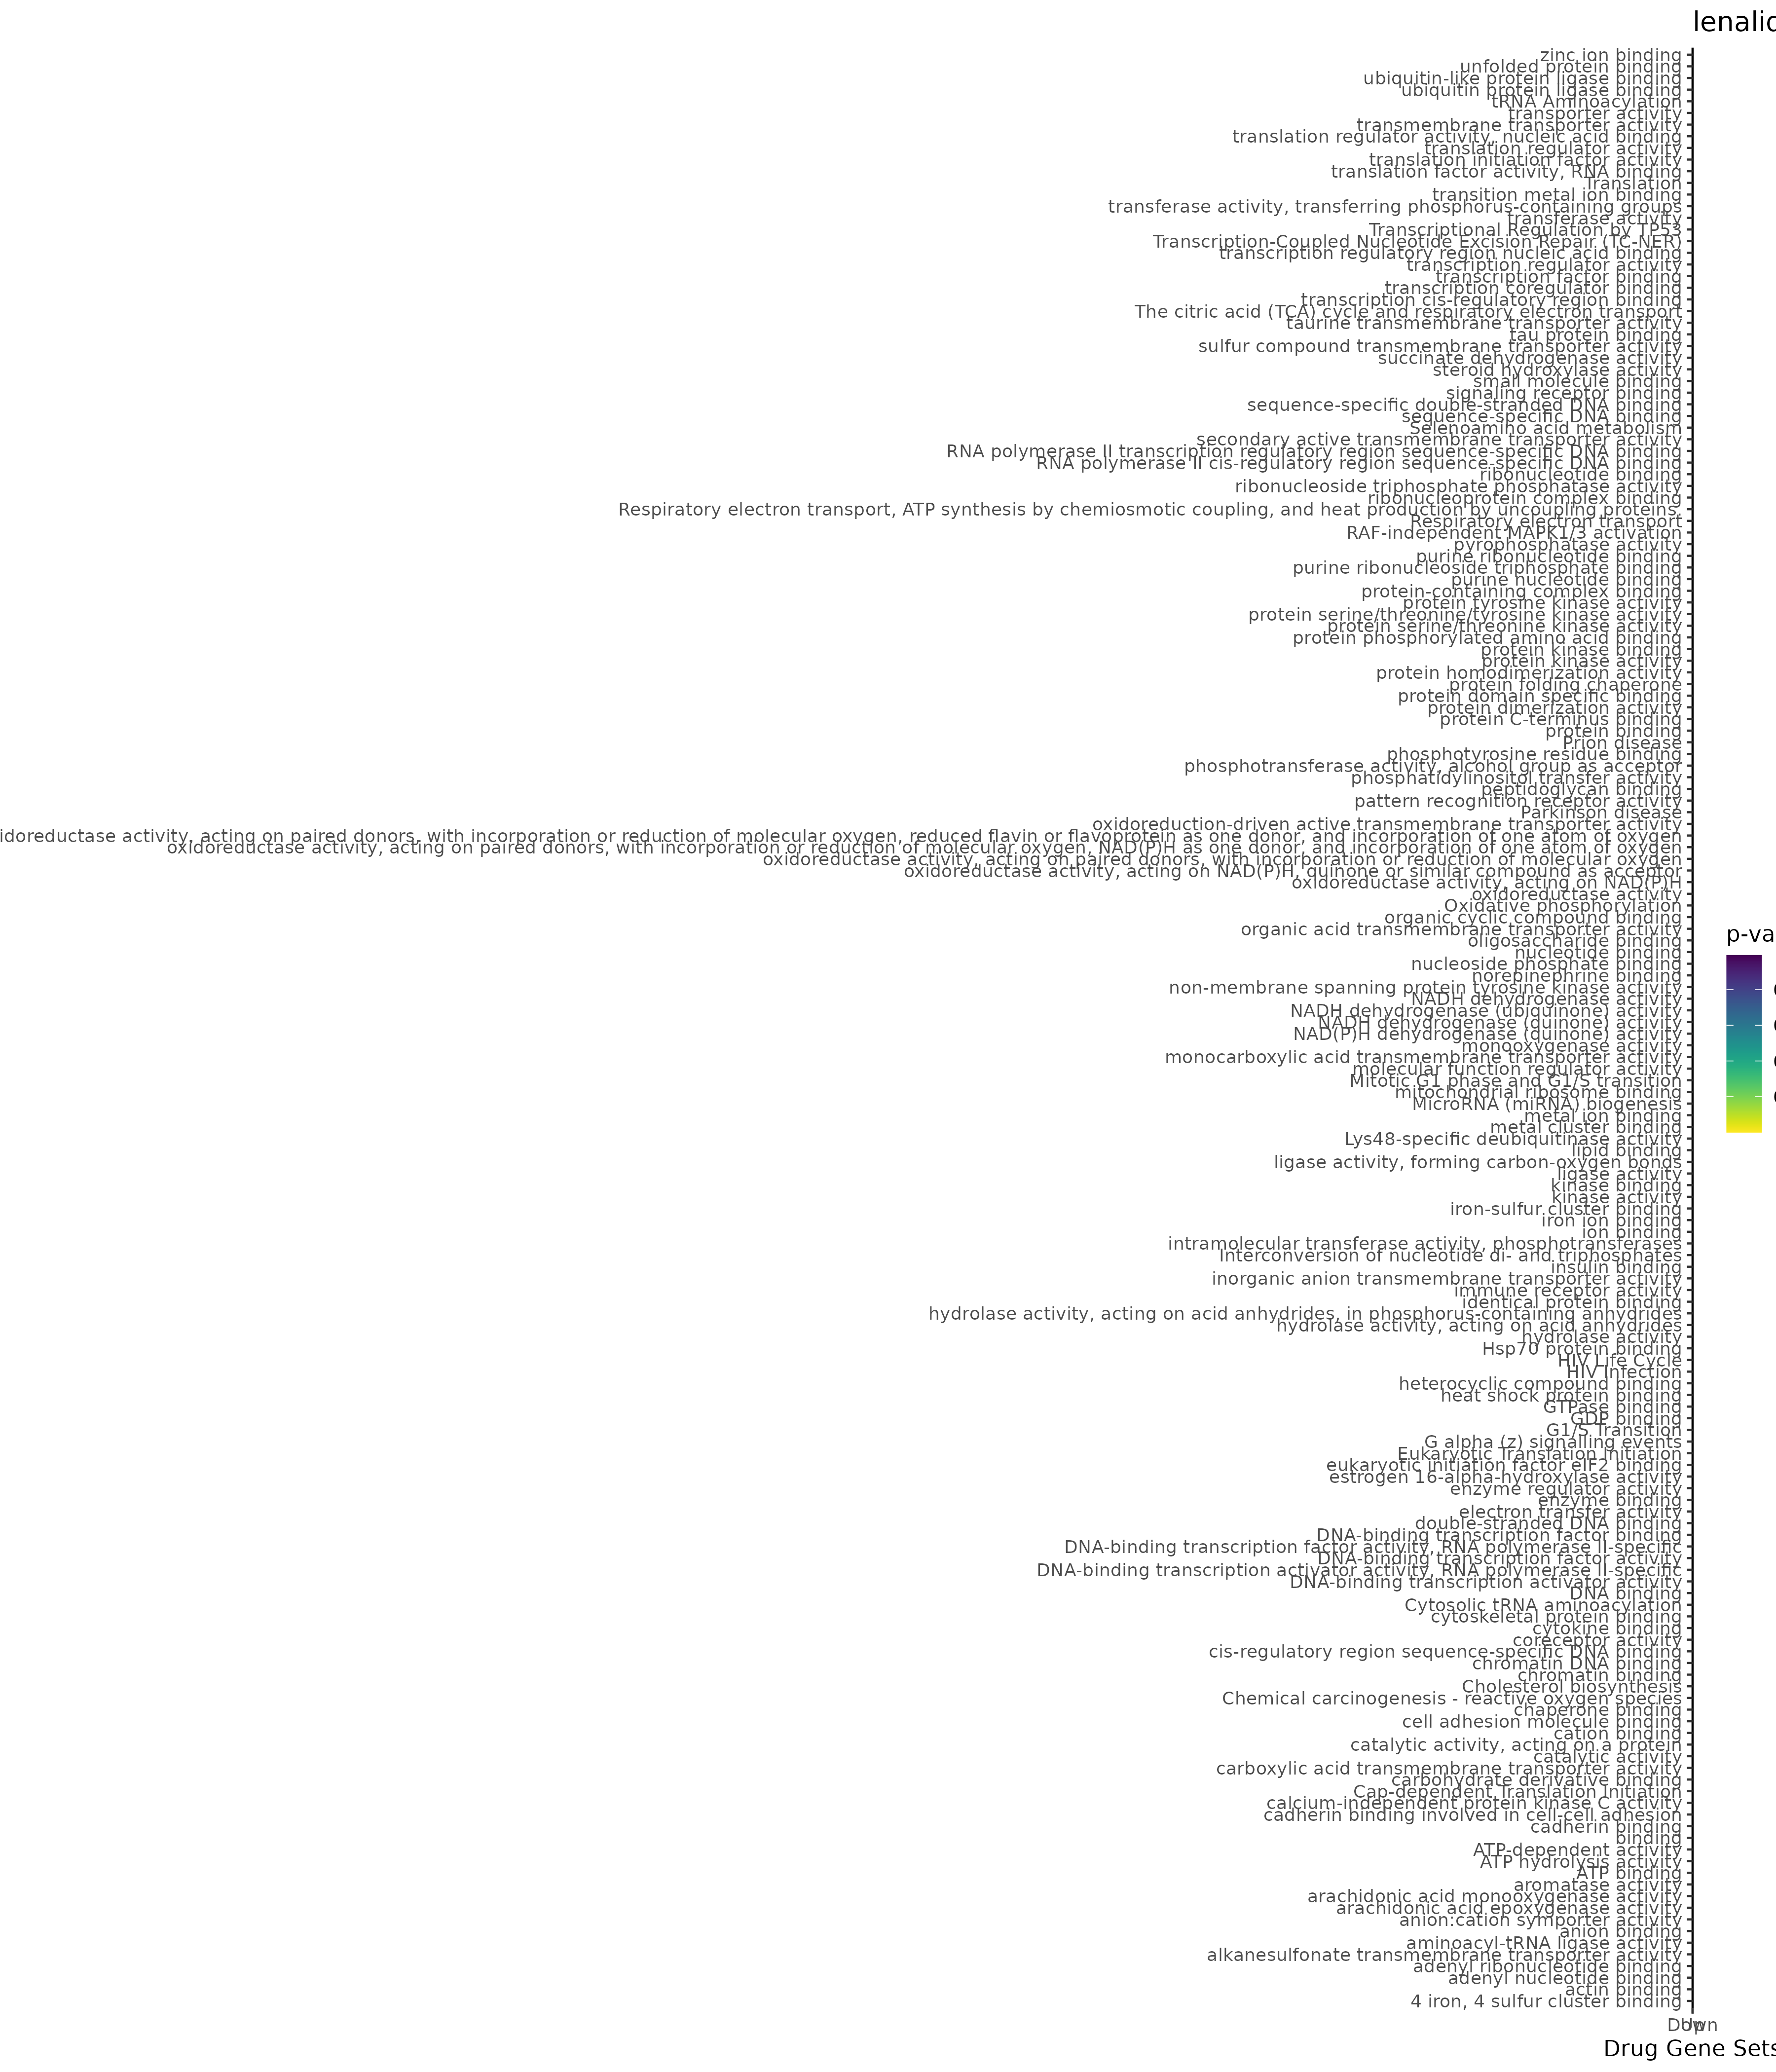 lenalid
zinc ion binding
unfolded protein binding
ubiquitin-like protein ligase binding
ubiquitin protein ligase binding
tRNA Aminoacylation
transporter activity
transmembrane transporter activity
translation regulator activity, nucleic acid binding
translation regulator activity
translation initiation factor activity
translation factor activity, RNA binding
Translation
transition metal ion binding
transferase activity, transferring phosphorus-containing groups
transferase activity
Transcriptional Regulation by TP53
Transcription-Coupled Nucleotide Excision Repair (TC-NER)
transcription regulatory region nucleic acid binding
transcription regulator activity
transcription factor binding
transcription coregulator binding
transcription cis-regulatory region binding
The citric acid (TCA) cycle and respiratory electron transport
taurine transmembrane transporter activity
tau protein binding
sulfur compound transmembrane transporter activity
succinate dehydrogenase activity
steroid hydroxylase activity
small molecule binding
signaling receptor binding
sequence-specific double-stranded DNA binding
sequence-specific DNA binding
Selenoamino acid metabolism
secondary active transmembrane transporter activity
RNA polymerase II transcription regulatory region sequence-specific DNA binding
RNA polymerase II cis-regulatory region sequence-specific DNA binding
ribonucleotide binding
ribonucleoside triphosphate phosphatase activity
ribonucleoprotein complex binding
Respiratory electron transport, ATP synthesis by chemiosmotic coupling, and heat production by uncoupling proteins.
Respiratory electron transport
RAF-independent MAPK1/3 activation
pyrophosphatase activity
purine ribonucleotide binding
purine ribonucleoside triphosphate binding
purine nucleotide binding
protein-containing complex binding
protein tyrosine kinase activity
protein serine/threonine/tyrosine kinase activity
protein serine/threonine kinase activity
protein phosphorylated amino acid binding
protein kinase binding
protein kinase activity
protein homodimerization activity
protein folding chaperone
protein domain specific binding
protein dimerization activity
protein C-terminus binding
protein binding
Prion disease
phosphotyrosine residue binding
phosphotransferase activity, alcohol group as acceptor
phosphatidylinositol transfer activity
peptidoglycan binding
pattern recognition receptor activity
Parkinson disease
oxidoreduction-driven active transmembrane transporter activity
idoreductase activity, acting on paired donors, with incorporation or reduction of molecular oxygen, reduced flavin or flavoprotein as one donor, and incorporation of one atom of oxygen
oxidoreductase activity, acting on paired donors, with incorporation or reduction of molecular oxygen, NAD(P)H as one donor, and incorporation of one atom of oxygen
oxidoreductase activity, acting on paired donors, with incorporation or reduction of molecular oxygen
oxidoreductase activity, acting on NAD(P)H, quinone or similar compound as acceptor
oxidoreductase activity, acting on NAD(P)H
oxidoreductase activity
Oxidative phosphorylation
organic cyclic compound binding
organic acid transmembrane transporter activity
oligosaccharide binding
nucleotide binding
nucleoside phosphate binding
norepinephrine binding
non-membrane spanning protein tyrosine kinase activity
NADH dehydrogenase activity
NADH dehydrogenase (ubiquinone) activity
NADH dehydrogenase (quinone) activity
NAD(P)H dehydrogenase (quinone) activity
monooxygenase activity
monocarboxylic acid transmembrane transporter activity
molecular function regulator activity
Mitotic G1 phase and G1/S transition
mitochondrial ribosome binding
MicroRNA (miRNA) biogenesis
metal ion binding
metal cluster binding
Lys48-specific deubiquitinase activity
lipid binding
ligase activity, forming carbon-oxygen bonds
ligase activity
kinase binding
kinase activity
iron-sulfur cluster binding
iron ion binding
ion binding
intramolecular transferase activity, phosphotransferases
Interconversion of nucleotide di- and triphosphates
insulin binding
inorganic anion transmembrane transporter activity
immune receptor activity
identical protein binding
hydrolase activity, acting on acid anhydrides, in phosphorus-containing anhydrides
hydrolase activity, acting on acid anhydrides
hydrolase activity
Hsp70 protein binding
HIV Life Cycle
HIV Infection
heterocyclic compound binding
heat shock protein binding
GTPase binding
GDP binding
G1/S Transition
G alpha (z) signalling events
Eukaryotic Translation Initiation
eukaryotic initiation factor eIF2 binding
estrogen 16-alpha-hydroxylase activity
enzyme regulator activity
enzyme binding
electron transfer activity
double-stranded DNA binding
DNA-binding transcription factor binding
DNA-binding transcription factor activity, RNA polymerase II-specific
DNA-binding transcription factor activity
DNA-binding transcription activator activity, RNA polymerase II-specific
DNA-binding transcription activator activity
DNA binding
Cytosolic tRNA aminoacylation
cytoskeletal protein binding
cytokine binding
coreceptor activity
cis-regulatory region sequence-specific DNA binding
chromatin DNA binding
chromatin binding
Cholesterol biosynthesis
Chemical carcinogenesis - reactive oxygen species
chaperone binding
cell adhesion molecule binding
cation binding
catalytic activity, acting on a protein
catalytic activity
carboxylic acid transmembrane transporter activity
carbohydrate derivative binding
Cap-dependent Translation Initiation
calcium-independent protein kinase C activity
cadherin binding involved in cell-cell adhesion
cadherin binding
binding
ATP-dependent activity
ATP hydrolysis activity
ATP binding
aromatase activity
arachidonic acid monooxygenase activity
arachidonic acid epoxygenase activity
anion:cation symporter activity
anion binding
aminoacyl-tRNA ligase activity
alkanesulfonate transmembrane transporter activity
adenyl ribonucleotide binding
adenyl nucleotide binding
actin binding
4 iron, 4 sulfur cluster binding
Down
Up
Drug Gene Sets
p-va